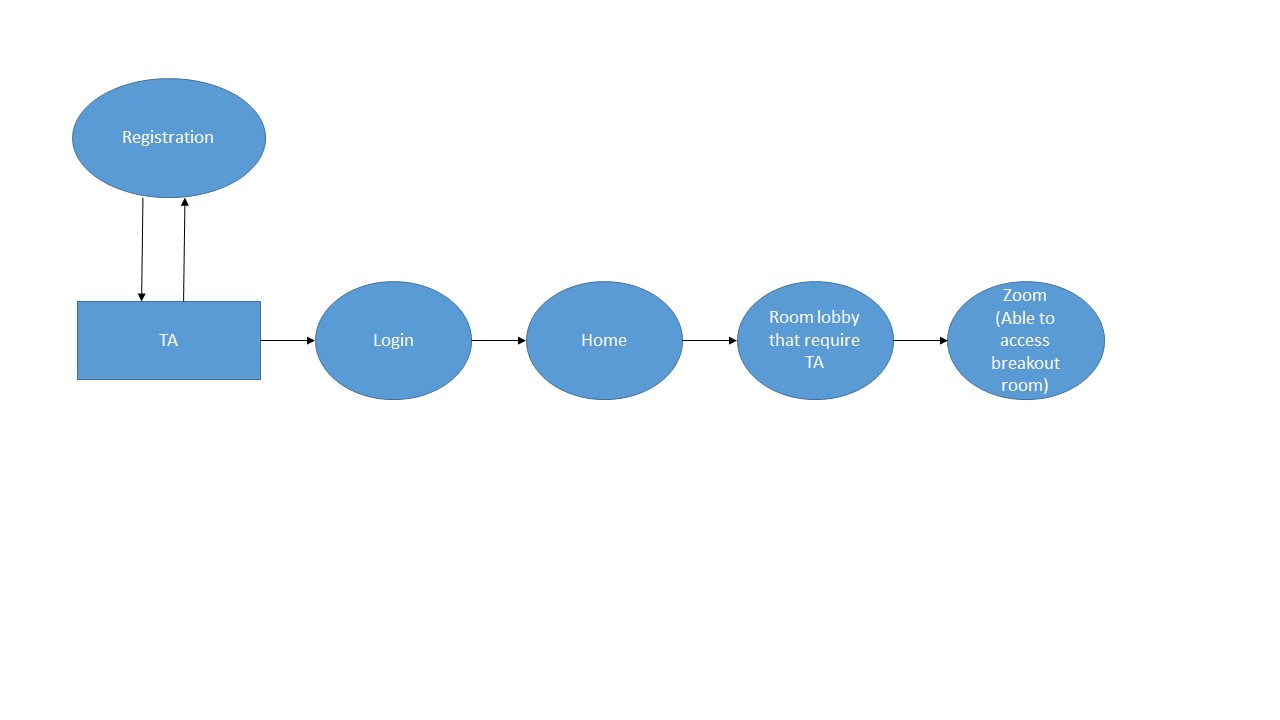 Registration
TA
Login
Home
Room lobby
that require
TA
Zoom
(Able to
access
breakout
room)